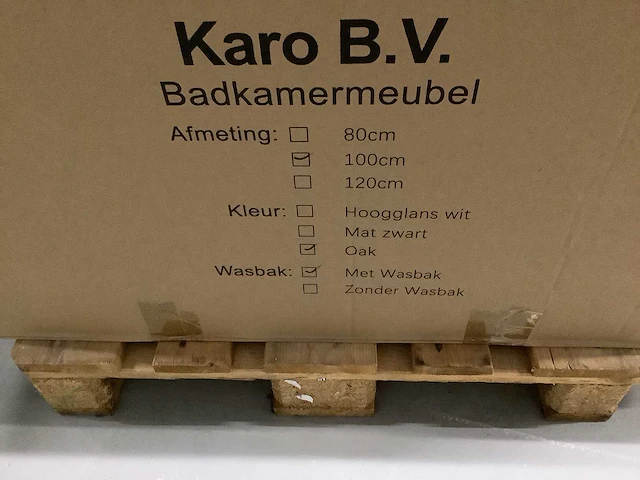 Karo B.V.
Badkamermeubel
Afmeting: 80cm
100cm
120cm
Kleur: Hoogglans wit
Mat zwart
Oak
Wasbak: Met Wasbak
Zonder Wasbak